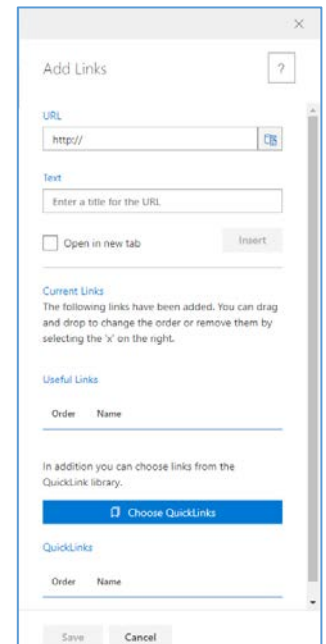 Add Links
?
URL
http://
Text
Enter a title for the URL
Open in new tab
Insert
Current Links
The following links have been added. You can drag
and drop to change the order or remove them by
selecting the 'x' on the right.
Useful Links
Order Name
In addition you can choose links from the
QuickLink library.
Choose QuickLinks
QuickLinks
Order Name
Save Cancel